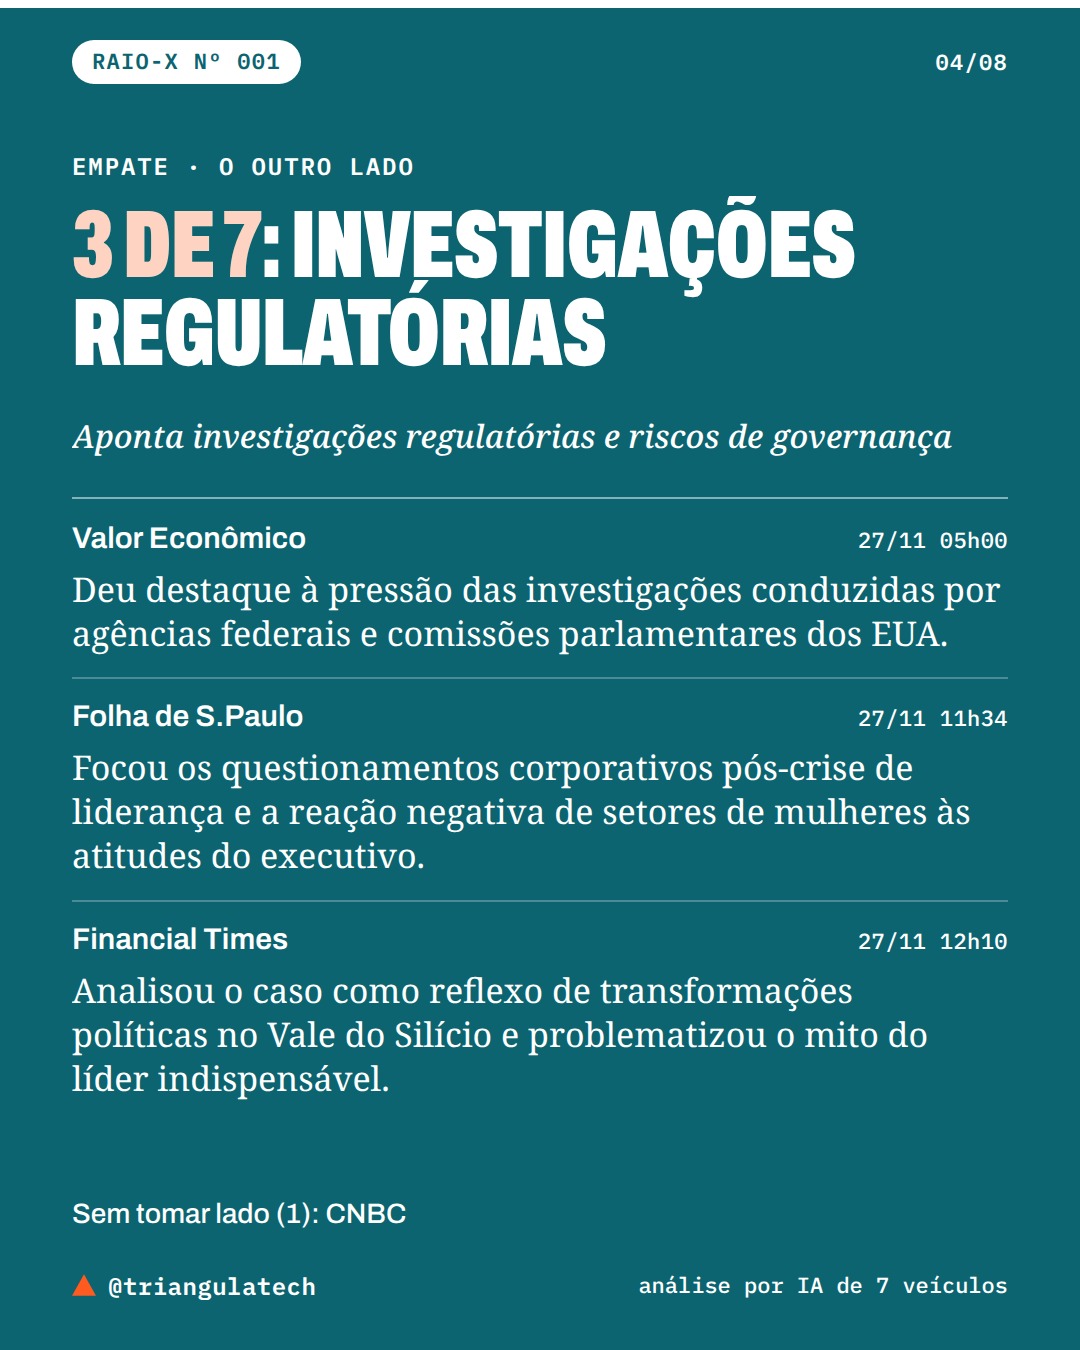 RAIO-X Nº 001
04/08
EMPATE · O OUTRO LADO
3 DE 7: INVESTIGAÇÕES
REGULATÓRIAS
Aponta investigações regulatórias e riscos de governança
Valor Econômico
27/11 05h00
Deu destaque à pressão das investigações conduzidas por
agências federais e comissões parlamentares dos EUA.
Folha de S.Paulo
27/11 11h34
Focou os questionamentos corporativos pós-crise de
liderança e a reação negativa de setores de mulheres às
atitudes do executivo.
Financial Times
27/11 12h10
Analisou o caso como reflexo de transformações
políticas no Vale do Silício e problematizou o mito do
líder indispensável.
Sem tomar lado (1): CNBC
@triangulatech
análise por IA de 7 veículos